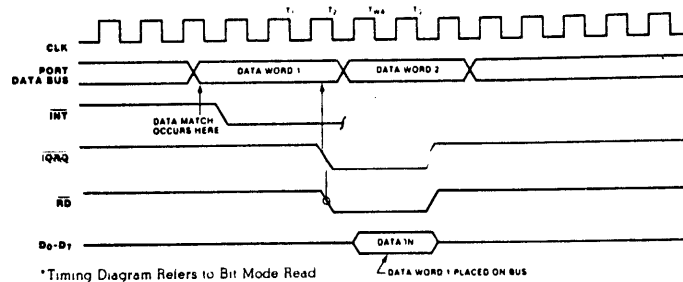 T₁ T₂ TWA T₃
CLK
PORT
DATA BUS
DATA WORD 1 DATA WORD 2
INT
DATA MATCH
OCCURS HERE
IORQ
RD
D₀-D₇
DATA IN
DATA WORD 1 PLACED ON BUS
*Timing Diagram Refers to Bit Mode Read